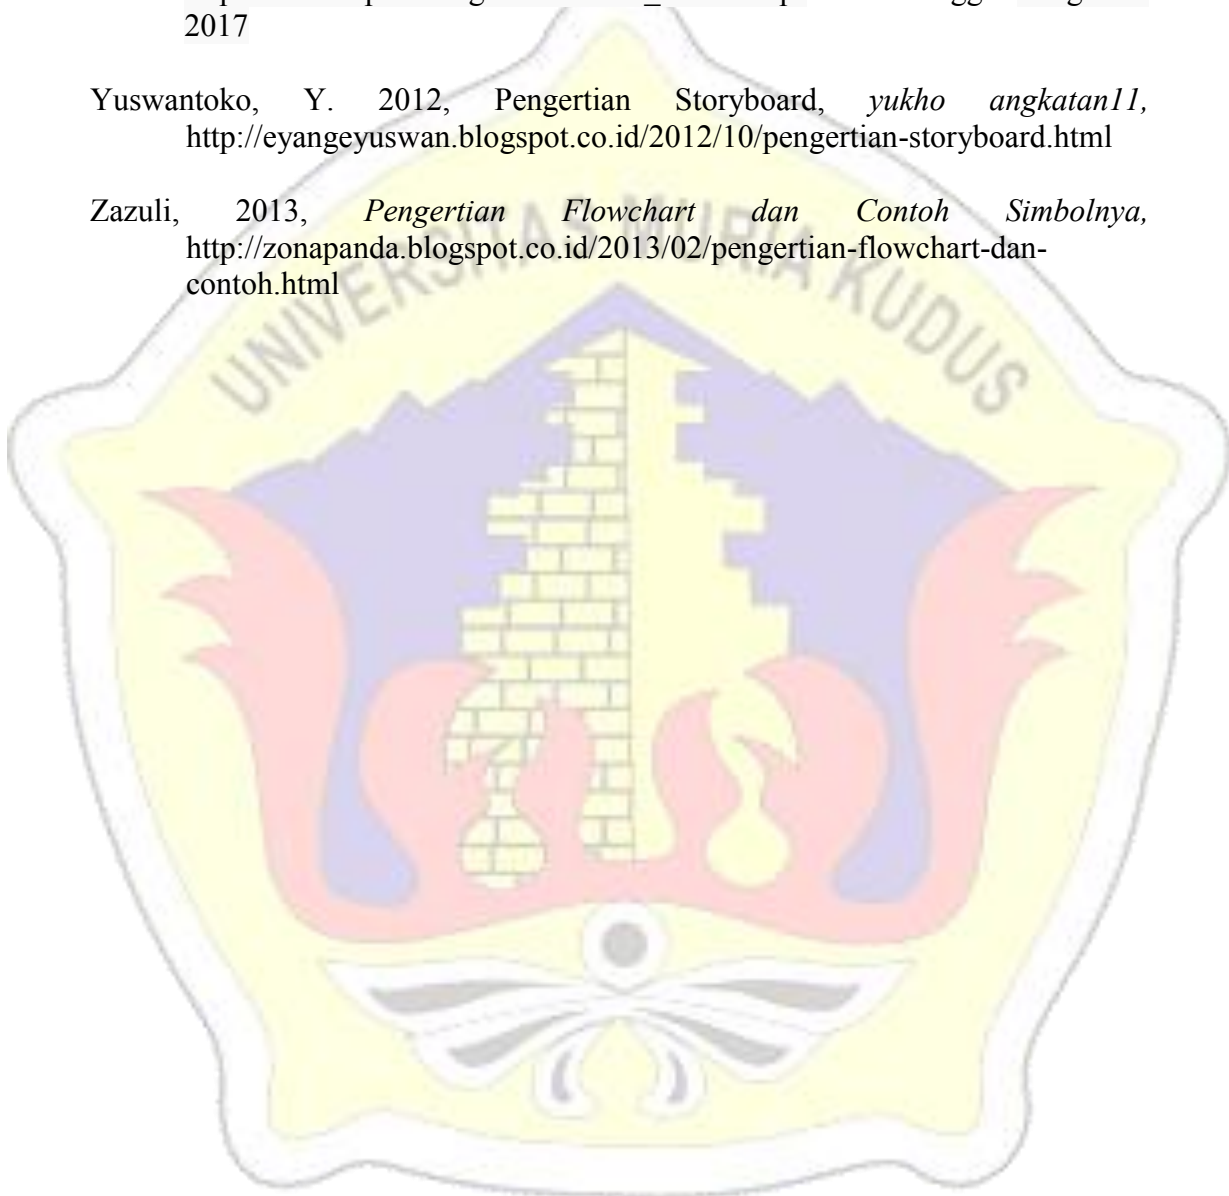 2017
Yuswantoko, Y. 2012, Pengertian Storyboard, yukho angkatan11,
http://eyangeyuswan.blogspot.co.id/2012/10/pengertian-storyboard.html
Zazuli, 2013, Pengertian Flowchart dan Contoh Simbolnya,
http://zonapanda.blogspot.co.id/2013/02/pengertian-flowchart-dan-
contoh.html
UNIVERSITAS MURIA KUDUS